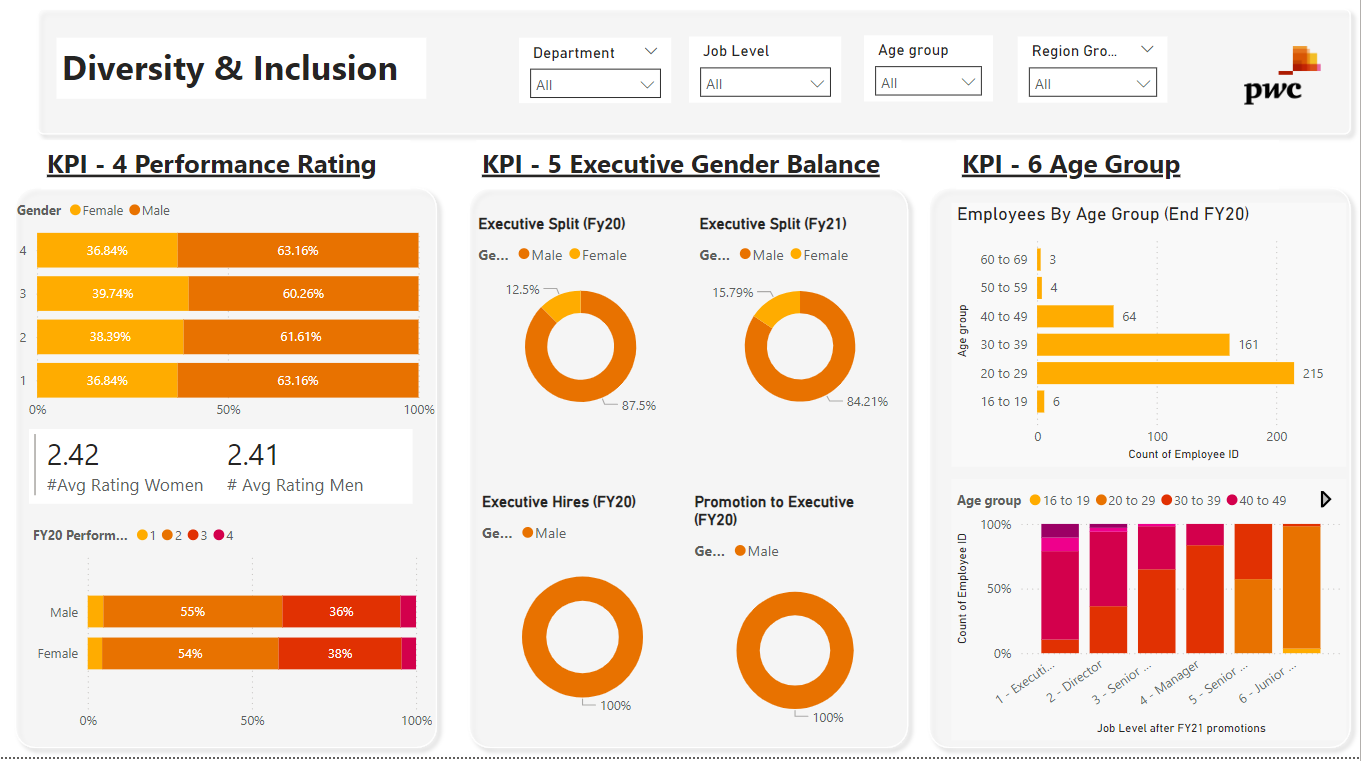 Diversity & Inclusion
Department
All
Job Level
All
Age group
All
Region Gro...
All
pwc
KPI - 4 Performance Rating
Gender Female Male
4 36.84% 63.16%
3 39.74% 60.26%
2 38.39% 61.61%
1 36.84% 63.16%
0% 50% 100%
2.42 2.41
#Avg Rating Women # Avg Rating Men
FY20 Perform... 1 2 3 4
Male 55% 36%
Female 54% 38%
0% 50% 100%
KPI - 5 Executive Gender Balance
Executive Split (Fy20)
Ge... Male Female
12.5%
87.5%
Executive Split (Fy21)
Ge... Male Female
15.79%
84.21%
Executive Hires (FY20)
Ge... Male
100%
Promotion to Executive
(FY20)
Ge... Male
100%
KPI - 6 Age Group
Employees By Age Group (End FY20)
Age group
60 to 69 3
50 to 59 4
40 to 49 64
30 to 39 161
20 to 29 215
16 to 19 6
0 100 200
Count of Employee ID
Age group 16 to 19 20 to 29 30 to 39 40 to 49
Count of Employee ID
100%
50%
0%
1 - Executi...
2 - Director
3 - Senior ...
4 - Manager
5 - Senior ...
6 - Junior ...
Job Level after FY21 promotions